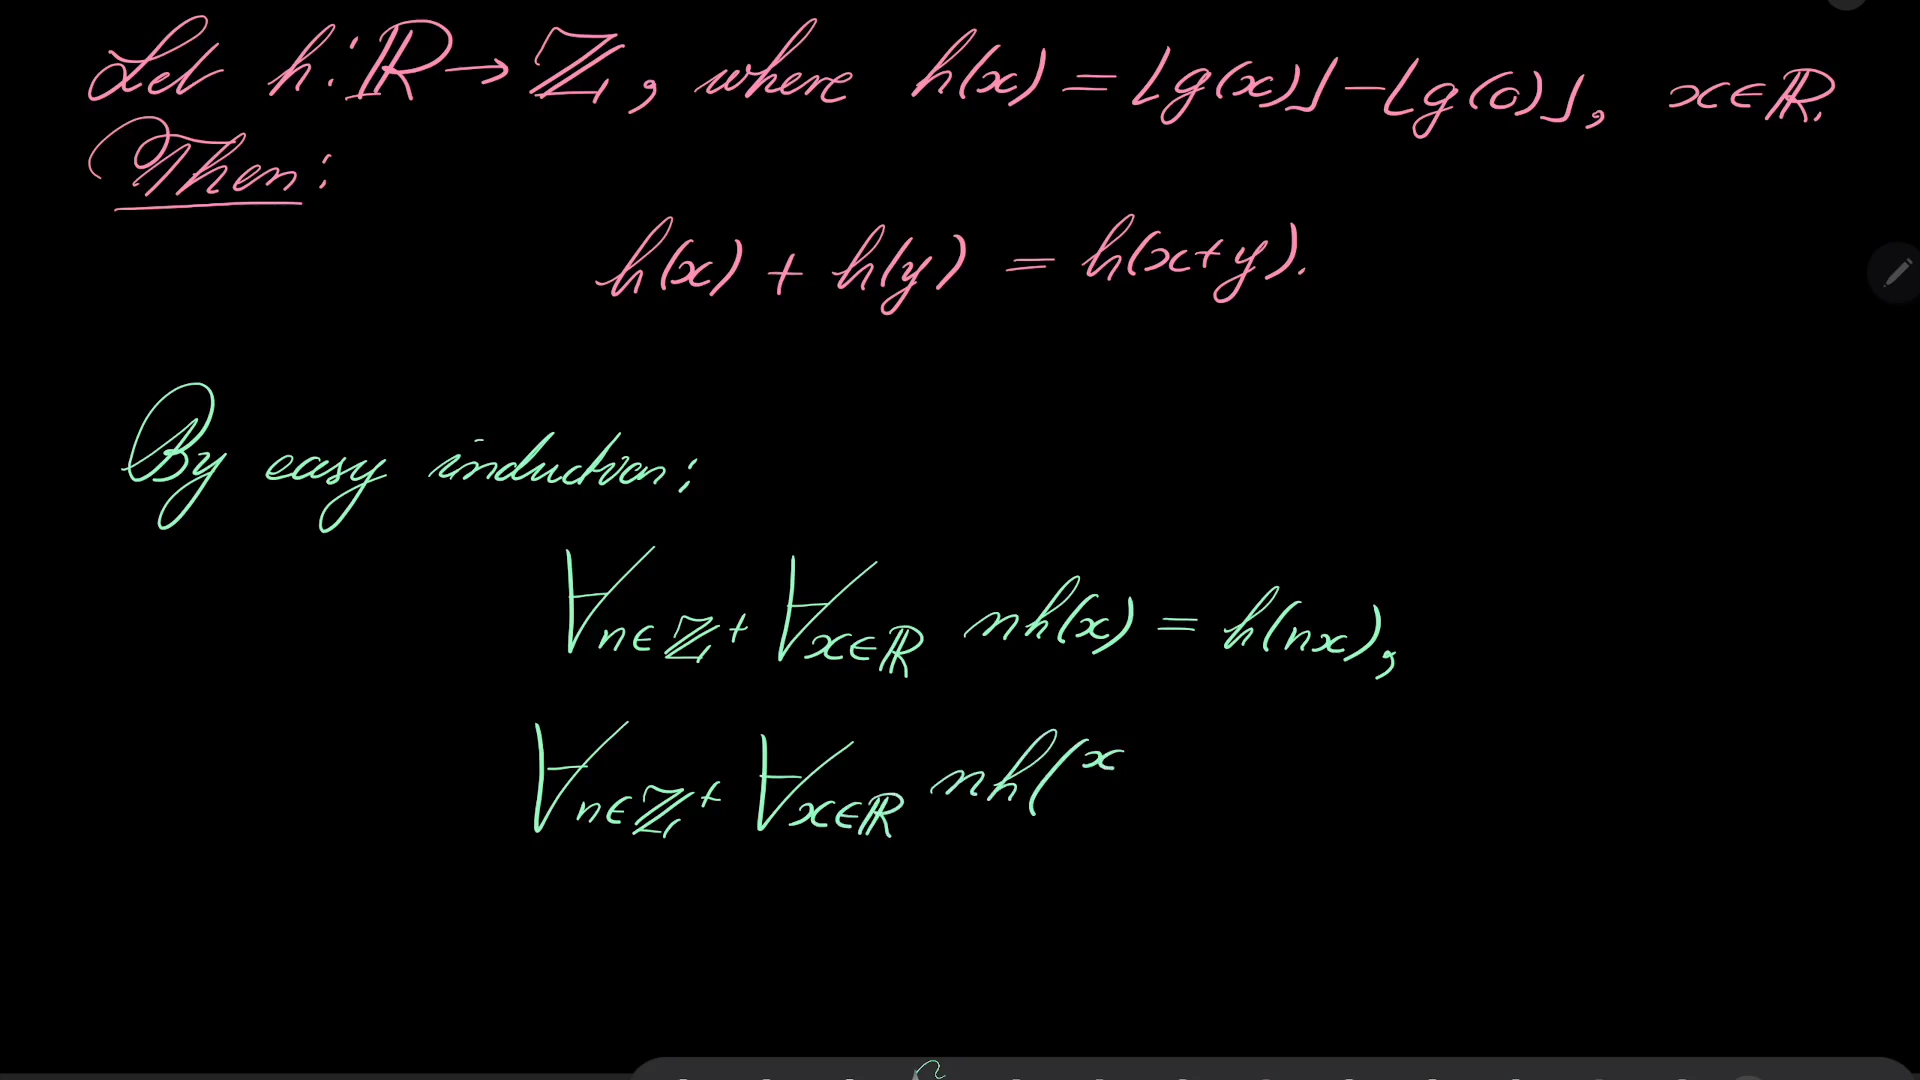 Let h: ℝ → ℤ, where h(x) = ⌊g(x)⌋ − ⌊g(0)⌋, x∈ℝ.
Then:
h(x) + h(y) = h(x+y).
By easy induction:
∀n∈ℤ+ ∀x∈ℝ nh(x) = h(nx),
∀n∈ℤ+ ∀x∈ℝ nh(x